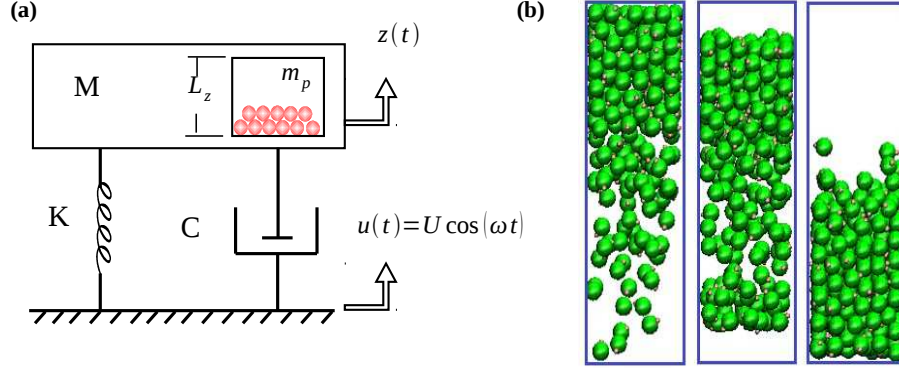 (a)
(b)
z(t)
M
m_p
L_z
K
C
u(t)=U cos(ωt)